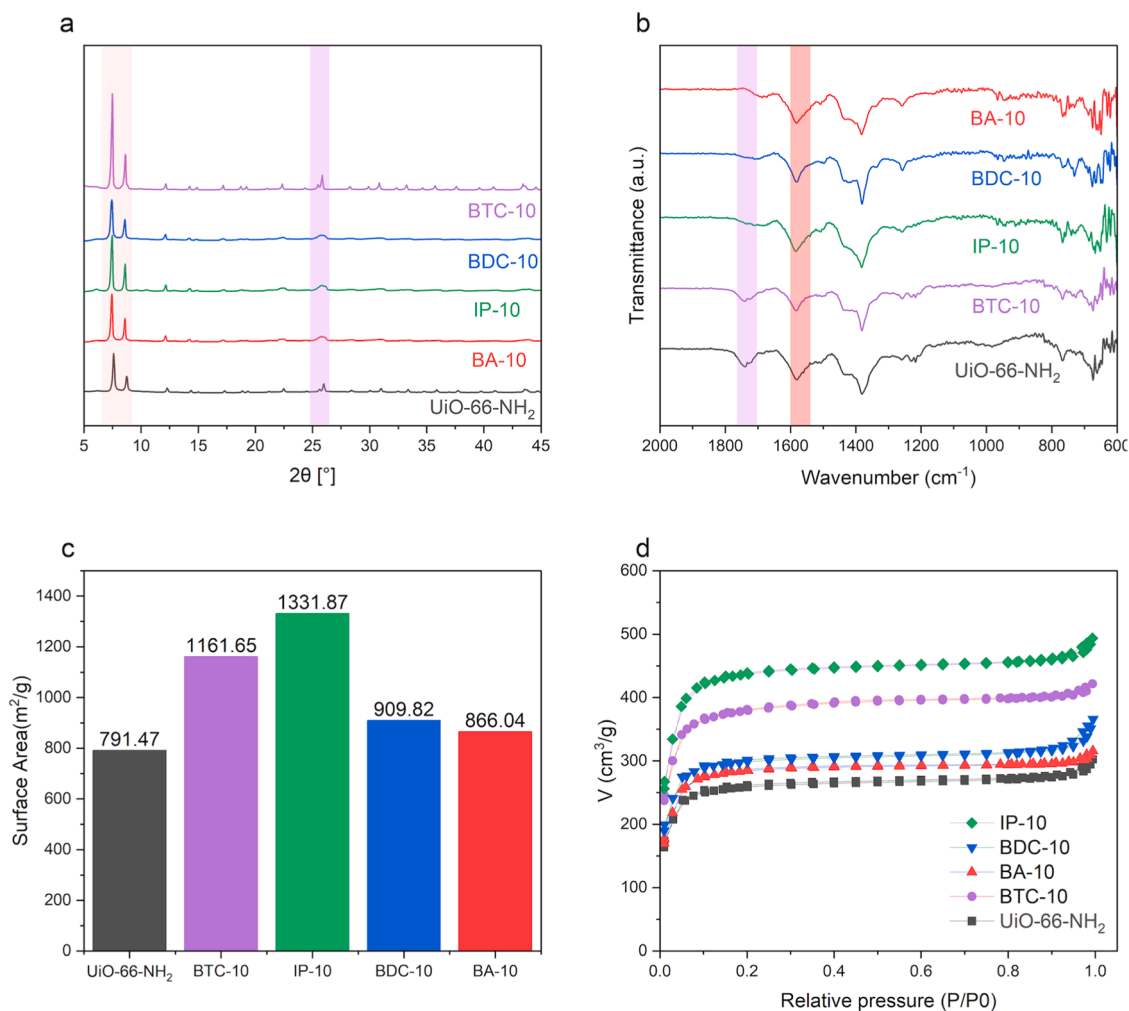 a
BTC-10
BDC-10
IP-10
BA-10
UiO-66-NH₂
5 10 15 20 25 30 35 40 45
2θ [°]
b
Transmittance (a.u.)
BA-10
BDC-10
IP-10
BTC-10
UiO-66-NH₂
2000 1800 1600 1400 1200 1000 800 600
Wavenumber (cm⁻¹)
c
Surface Area(m²/g)
1400
1200
1000
800
600
400
200
0
791.47
1161.65
1331.87
909.82
866.04
UiO-66-NH₂ BTC-10 IP-10 BDC-10 BA-10
d
V (cm³/g)
600
500
400
300
200
100
0
IP-10
BDC-10
BA-10
BTC-10
UiO-66-NH₂
0.0 0.2 0.4 0.6 0.8 1.0
Relative pressure (P/P0)